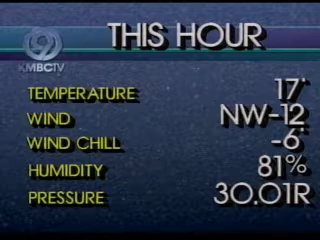 9
KMBCTV
THIS HOUR
TEMPERATURE 17°
WIND NW-12
WIND CHILL -6°
HUMIDITY 81%
PRESSURE 30.01R